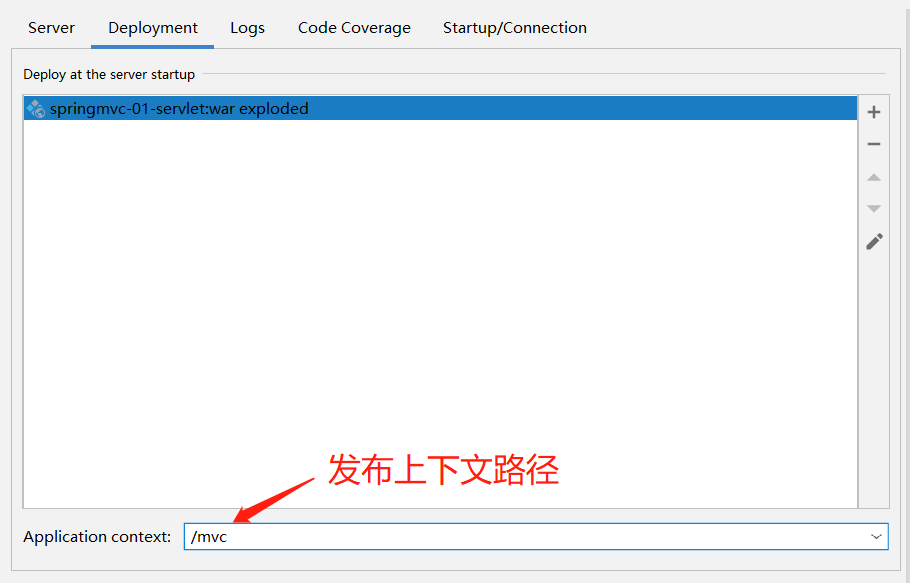 Server Deployment Logs Code Coverage Startup/Connection
Deploy at the server startup
springmvc-01-servlet:war exploded
发布上下文路径
Application context: /mvc